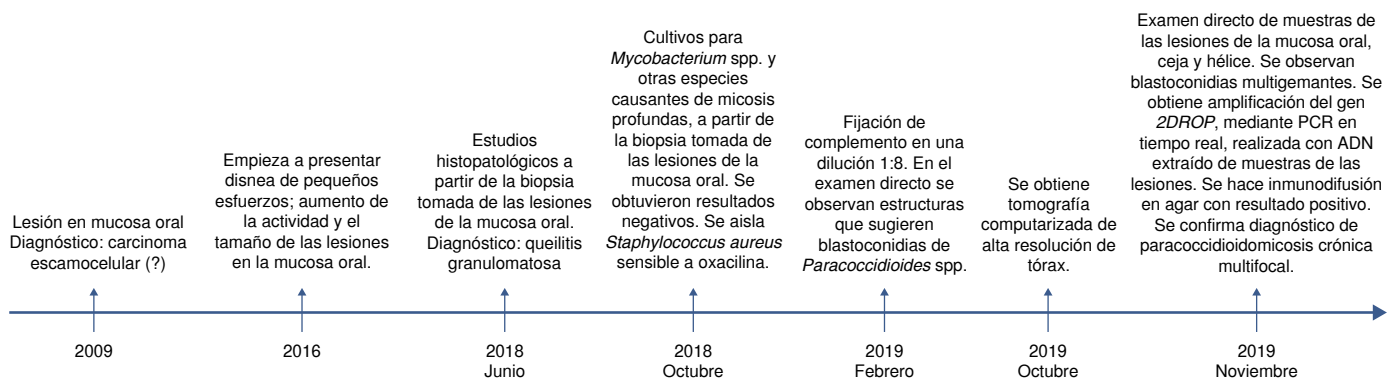 Lesión en mucosa oral
Diagnóstico: carcinoma
escamocelular (?)
2009
Empieza a presentar
disnea de pequeños
esfuerzos; aumento de
la actividad y el
tamaño de las lesiones
en la mucosa oral.
2016
Estudios
histopatológicos a
partir de la biopsia
tomada de las lesiones
de la mucosa oral.
Diagnóstico: queilitis
granulomatosa
2018
Junio
Cultivos para
Mycobacterium spp. y
otras especies
causantes de micosis
profundas, a partir de
la biopsia tomada de
las lesiones de la
mucosa oral. Se
obtuvieron resultados
negativos. Se aisla
Staphylococcus aureus
sensible a oxacilina.
2018
Octubre
Fijación de
complemento en una
dilución 1:8. En el
examen directo se
observan estructuras
que sugieren
blastoconidias de
Paracoccidioides spp.
2019
Febrero
Se obtiene
tomografía
computarizada de
alta resolución de
tórax.
2019
Octubre
Examen directo de muestras de
las lesiones de la mucosa oral,
ceja y hélice. Se observan
blastoconidias multigemantes. Se
obtiene amplificación del gen
2DROP, mediante PCR en
tiempo real, realizada con ADN
extraído de muestras de las
lesiones. Se hace inmunodifusión
en agar con resultado positivo.
Se confirma diagnóstico de
paracoccidioidomicosis crónica
multifocal.
2019
Noviembre